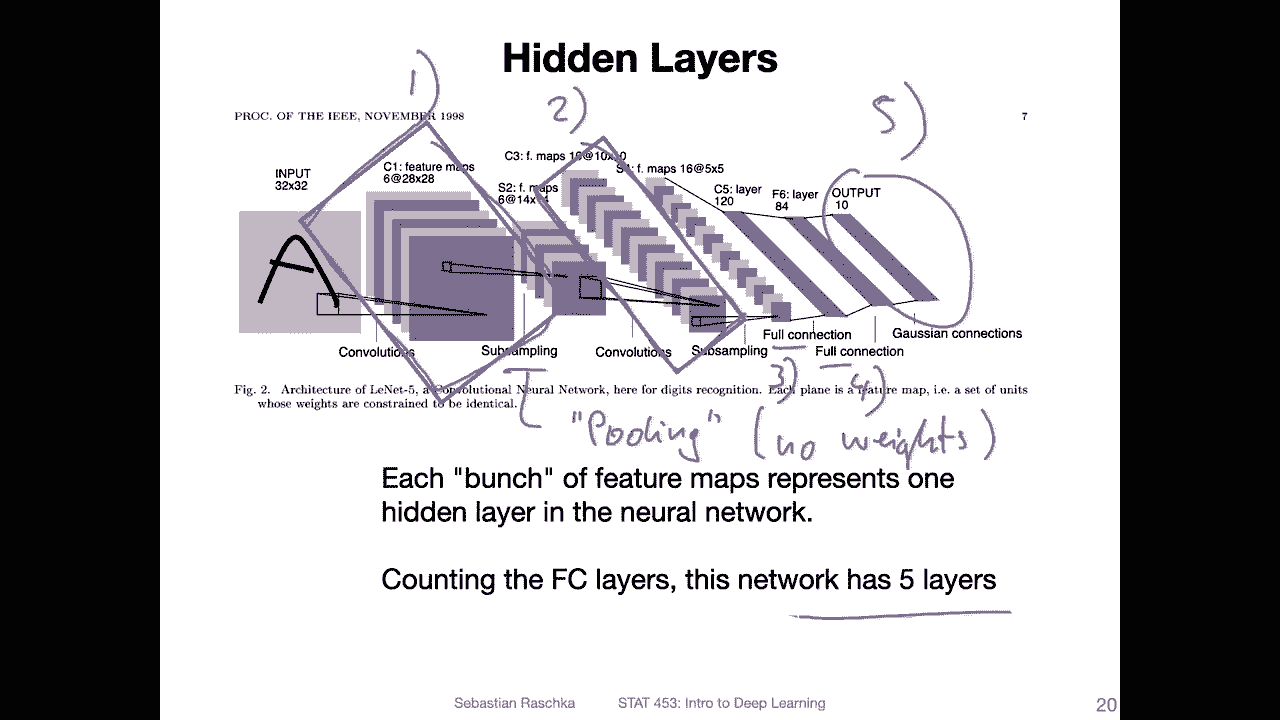 Hidden Layers
1)
2)
5)
PROC. OF THE IEEE, NOVEMBER 1998 7
INPUT
32x32
A
C1: feature maps
6@28x28
S2: f. maps
6@14x14
C3: f. maps 16@10x10
S4: f. maps 16@5x5
C5: layer
120
F6: layer
84
OUTPUT
10
Convolutions
Subsampling
Convolutions
Subsampling
Full connection
Full connection
Gaussian connections
3)
4)
Fig. 2. Architecture of LeNet-5, a Convolutional Neural Network, here for digits recognition. Each plane is a feature map, i.e. a set of units
whose weights are constrained to be identical.
"Pooling" (no weights)
Each "bunch" of feature maps represents one
hidden layer in the neural network.
Counting the FC layers, this network has 5 layers
Sebastian Raschka STAT 453: Intro to Deep Learning 20